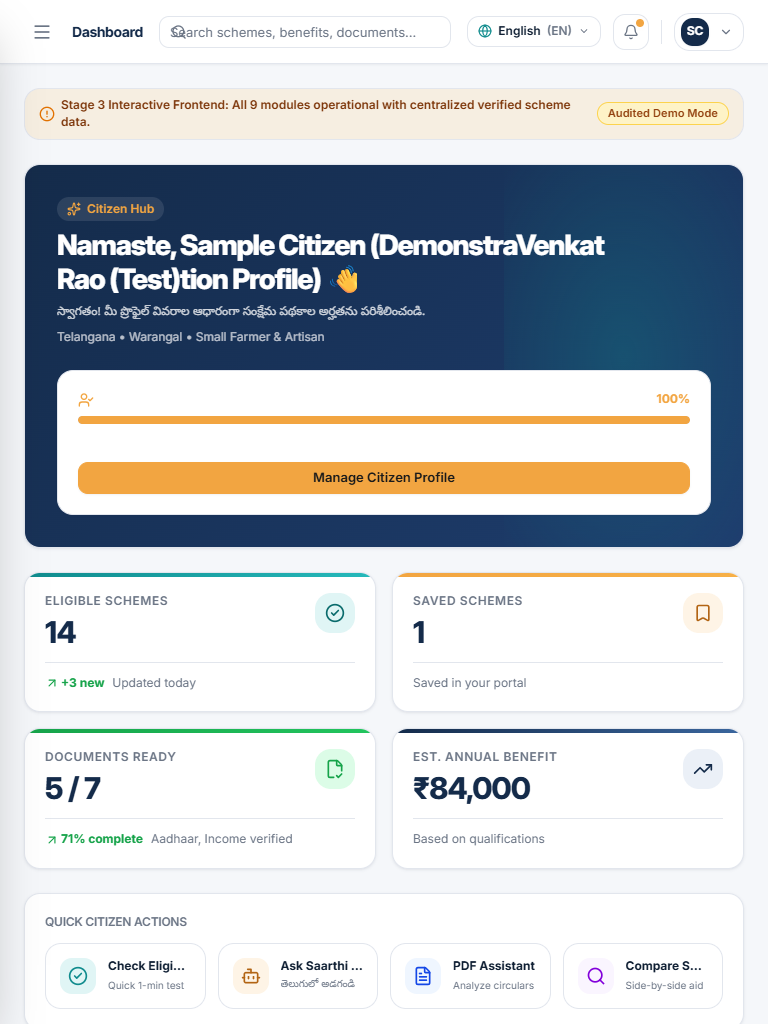 Dashboard
Search schemes, benefits, documents...
English (EN)
SC
Stage 3 Interactive Frontend: All 9 modules operational with centralized verified scheme
data.
Audited Demo Mode
Citizen Hub
Namaste, Sample Citizen (DemonstraVenkat
Rao (Test)tion Profile) 👋
స్వాగతం! మీ ప్రొఫైల్ వివరాల ఆధారంగా సంక్షేమ పథకాల అర్హతను పరిశీలించండి.
Telangana • Warangal • Small Farmer & Artisan
100%
Manage Citizen Profile
ELIGIBLE SCHEMES
14
+3 new Updated today
SAVED SCHEMES
1
Saved in your portal
DOCUMENTS READY
5 / 7
71% complete Aadhaar, Income verified
EST. ANNUAL BENEFIT
₹84,000
Based on qualifications
QUICK CITIZEN ACTIONS
Check Eligi...
Quick 1-min test
Ask Saarthi ...
తెలుగులో అడగండి
PDF Assistant
Analyze circulars
Compare S...
Side-by-side aid